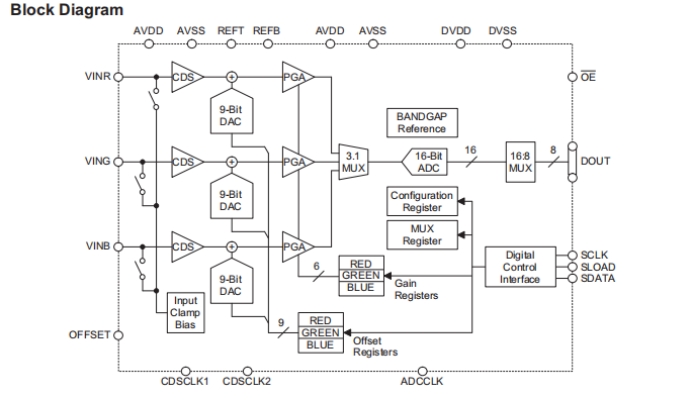 Block Diagram
AVDD AVSS REFT REFB AVDD AVSS DVDD DVSS
VINR
CDS
+
PGA
OE
9-Bit
DAC
BANDGAP
Reference
VING
CDS
+
PGA
3.1
MUX
16-Bit
ADC
16
16:8
MUX
8
DOUT
9-Bit
DAC
Configuration
Register
MUX
Register
VINB
CDS
+
PGA
Digital
Control
Interface
SCLK
SLOAD
SDATA
9-Bit
DAC
6
RED
GREEN
BLUE
Gain
Registers
Input
Clamp
Bias
9
RED
GREEN
BLUE
Offset
Registers
OFFSET
CDSCLK1 CDSCLK2 ADCCLK